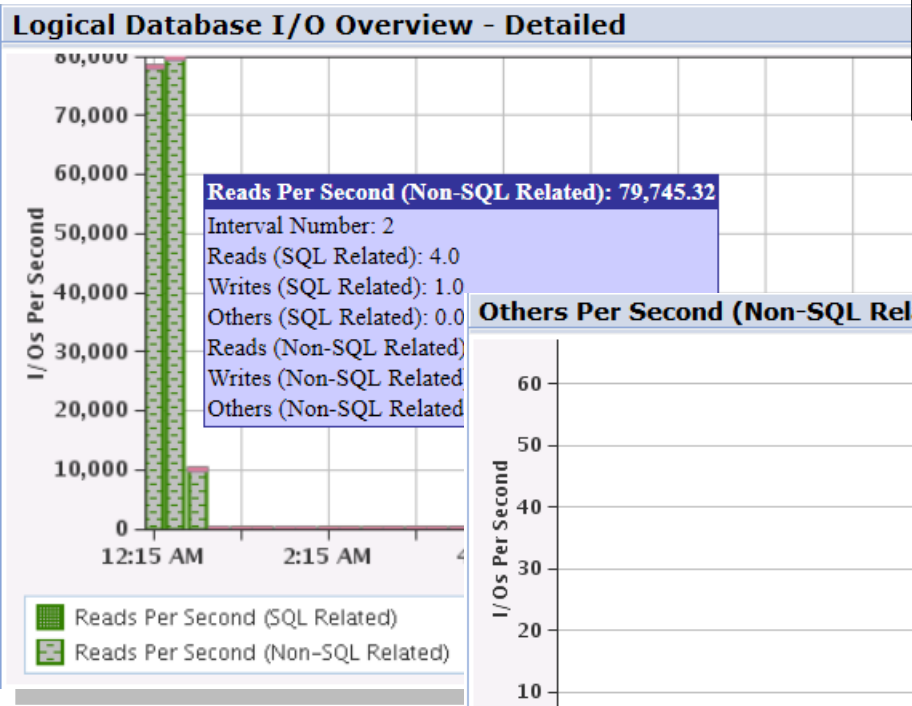 Logical Database I/O Overview - Detailed
80,000
70,000
60,000
50,000
40,000
30,000
20,000
10,000
0
I/Os Per Second
12:15 AM
2:15 AM
4
Reads Per Second (Non-SQL Related): 79,745.32
Interval Number: 2
Reads (SQL Related): 4.0
Writes (SQL Related): 1.0
Others (SQL Related): 0.0
Reads (Non-SQL Related)
Writes (Non-SQL Related
Others (Non-SQL Related
Reads Per Second (SQL Related)
Reads Per Second (Non-SQL Related)
Others Per Second (Non-SQL Rel
60
50
40
30
20
10
I/Os Per Second